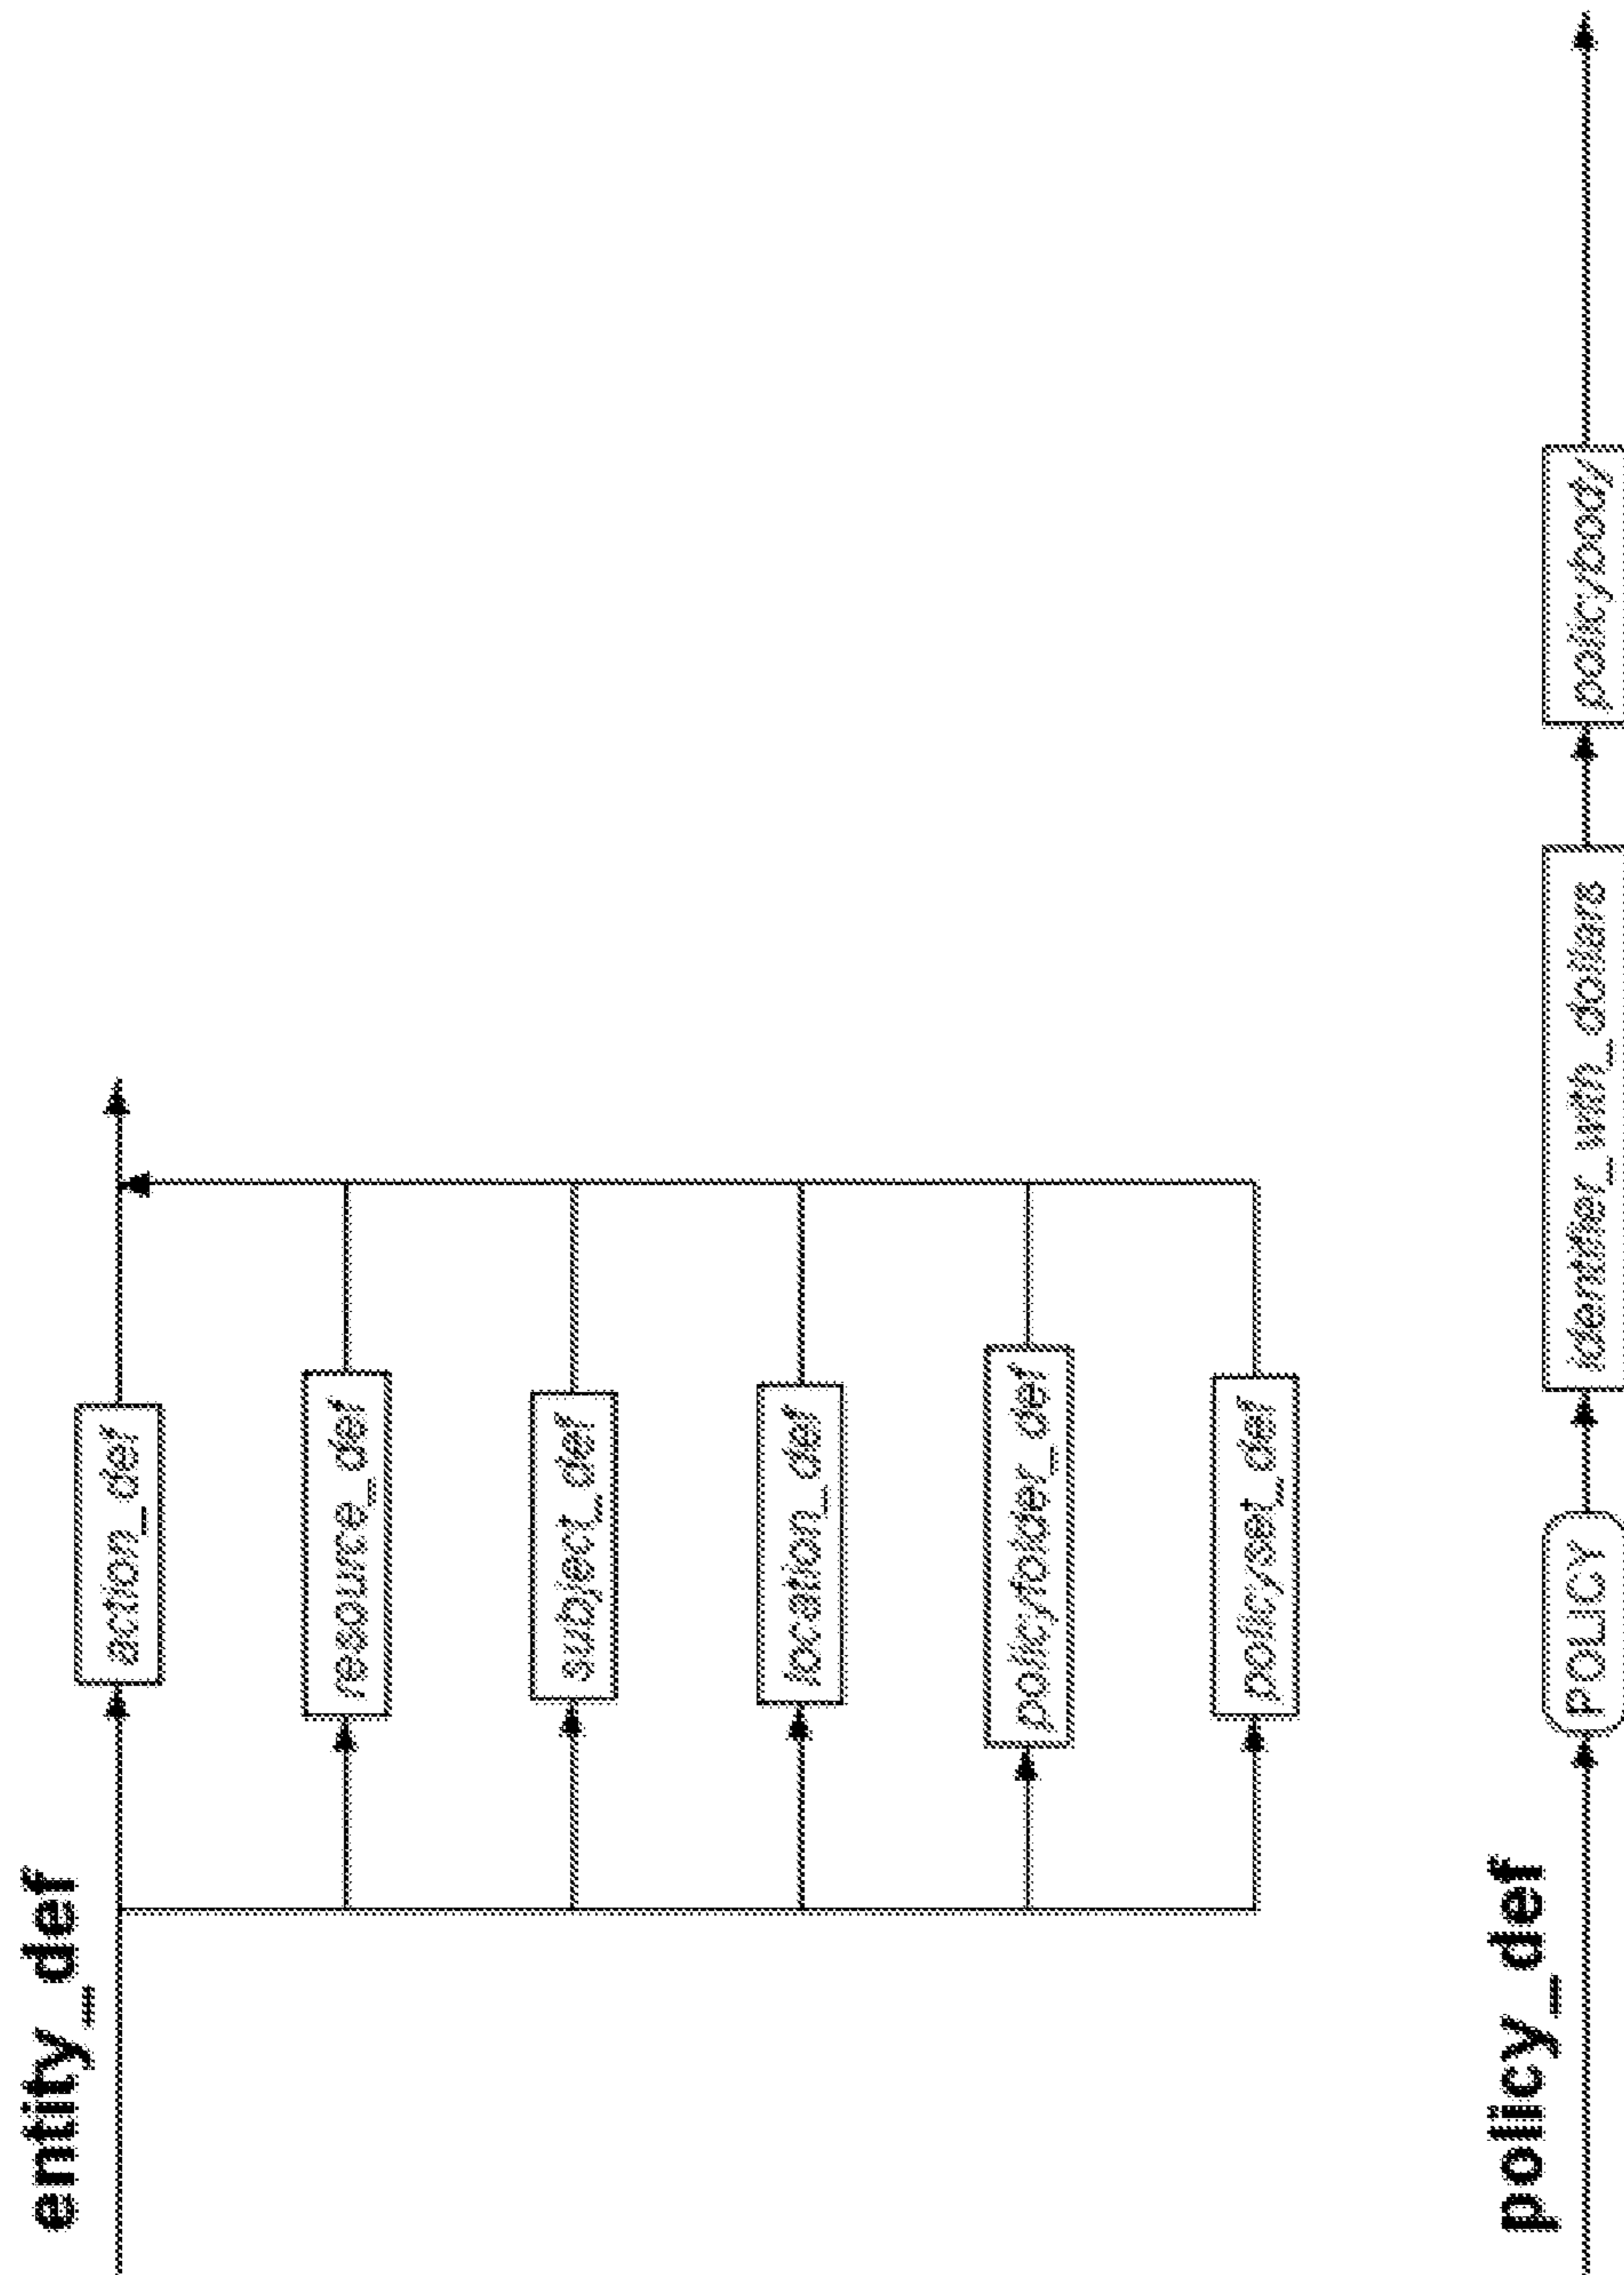 entity_def
action_def
resource_def
subject_def
location_def
policyfolder_def
policyset_def
policy_def
POLICY
identifier_with_dollars
policybody